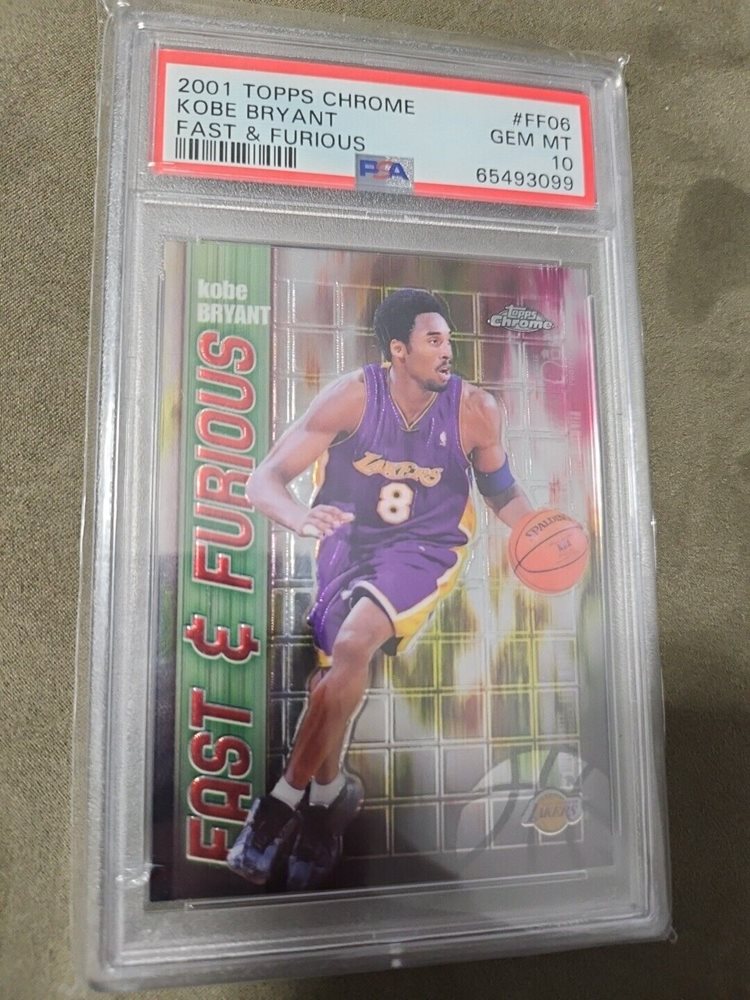 2001 TOPPS CHROME #FF06
KOBE BRYANT GEM MT
FAST & FURIOUS 10
PSA 65493099
kobe
BRYANT
FAST & FURIOUS
Topps
Chrome
LAKERS
8
SPALDING
LAKERS